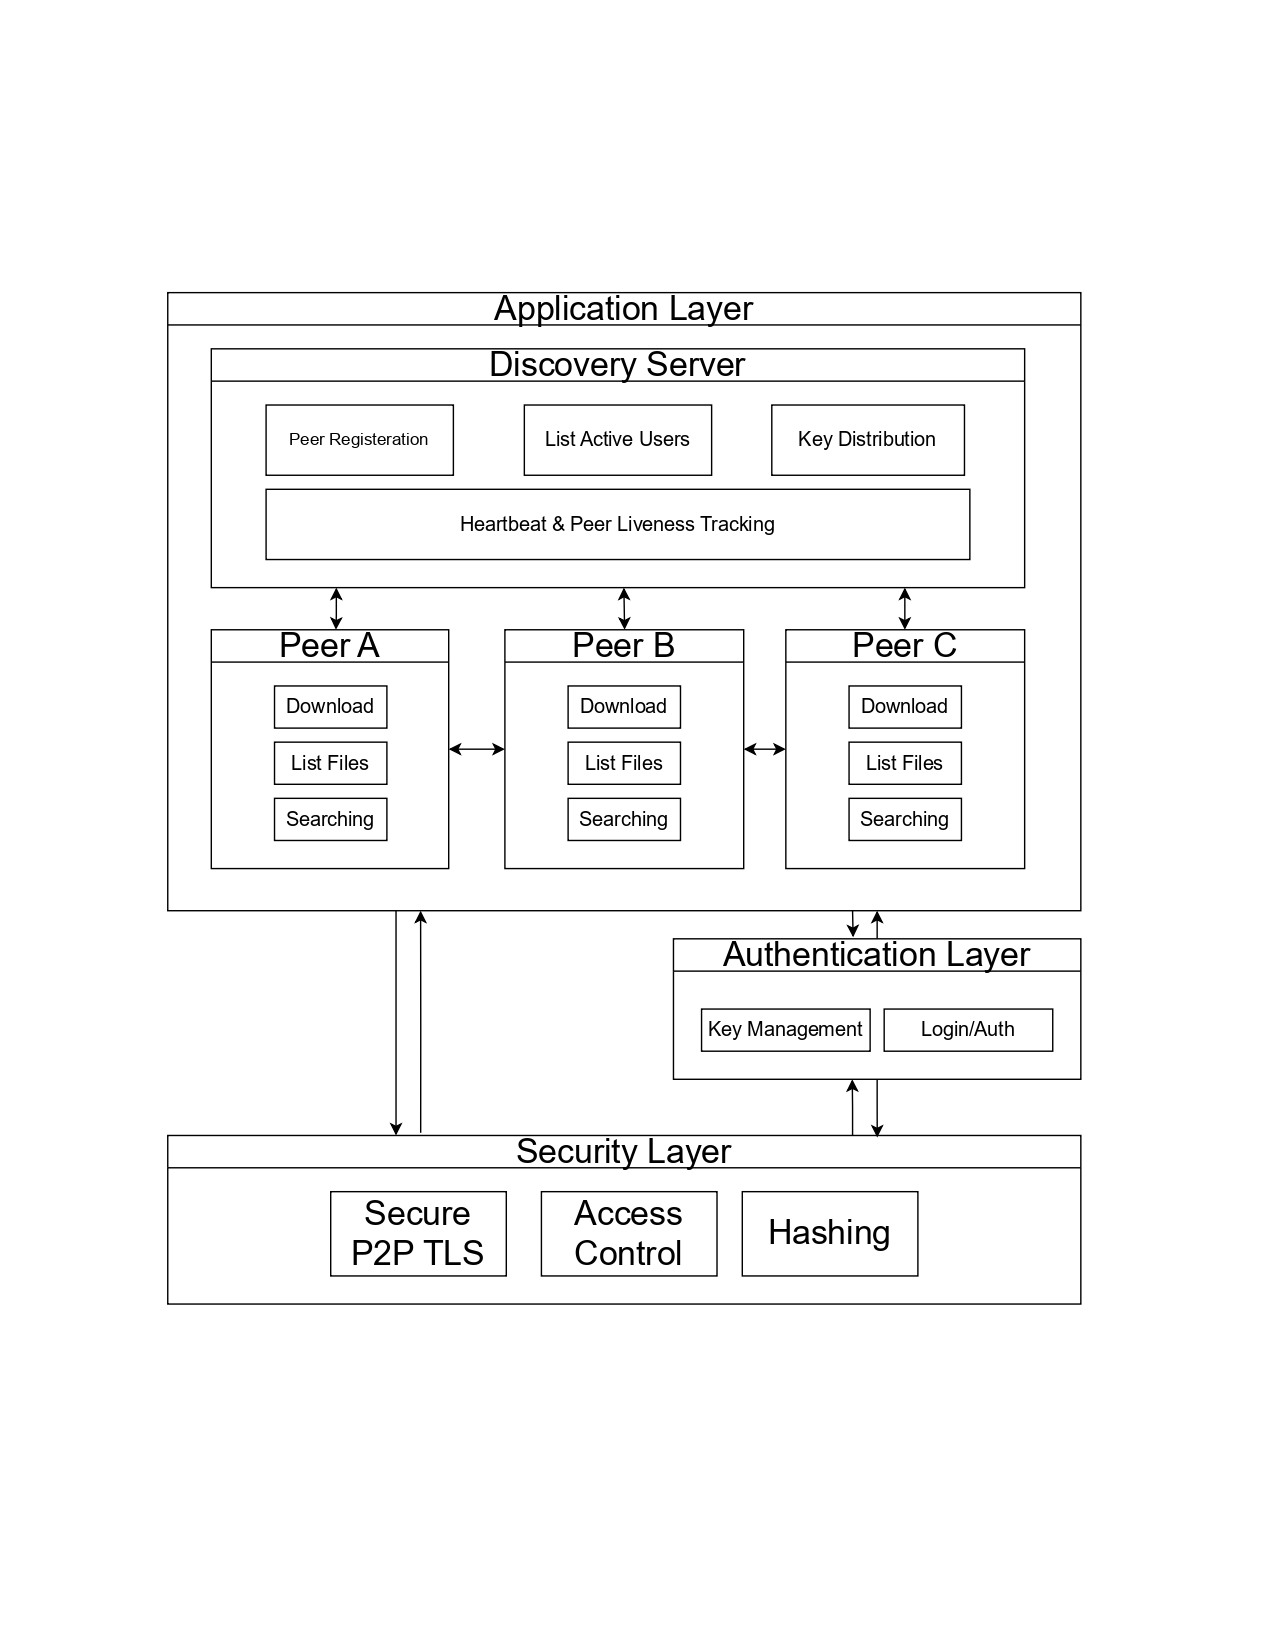 Application Layer
Discovery Server
Peer Registeration
List Active Users
Key Distribution
Heartbeat & Peer Liveness Tracking
Peer A
Download
List Files
Searching
Peer B
Download
List Files
Searching
Peer C
Download
List Files
Searching
Authentication Layer
Key Management
Login/Auth
Security Layer
Secure
P2P TLS
Access
Control
Hashing